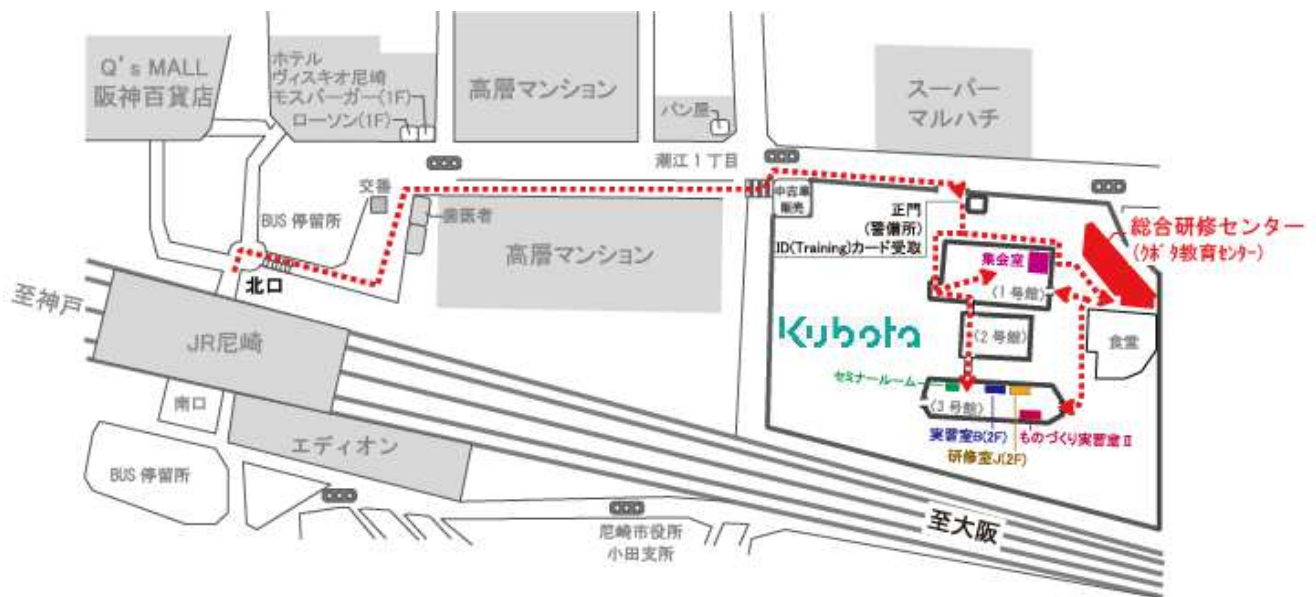 Q's MALL
阪神百貨店
ホテル
ヴィスキオ尼崎
モスバーガー(1F)
ローソン(1F)
高層マンション
パン屋
スーパー
マルハチ
潮江1丁目
交番
BUS 停留所
歯医者
高層マンション
中古車
販売
正門
(警備所)
ID(Training)カード受取
総合研修センター
(クボタ教育センター)
集会室
(1号館)
北口
至神戸
JR尼崎
Kubota
(2号館)
食堂
セミナールーム
(3号館)
実習室B(2F)
ものづくり実習室Ⅱ
研修室J(2F)
南口
エディオン
BUS 停留所
至大阪
尼崎市役所
小田支所